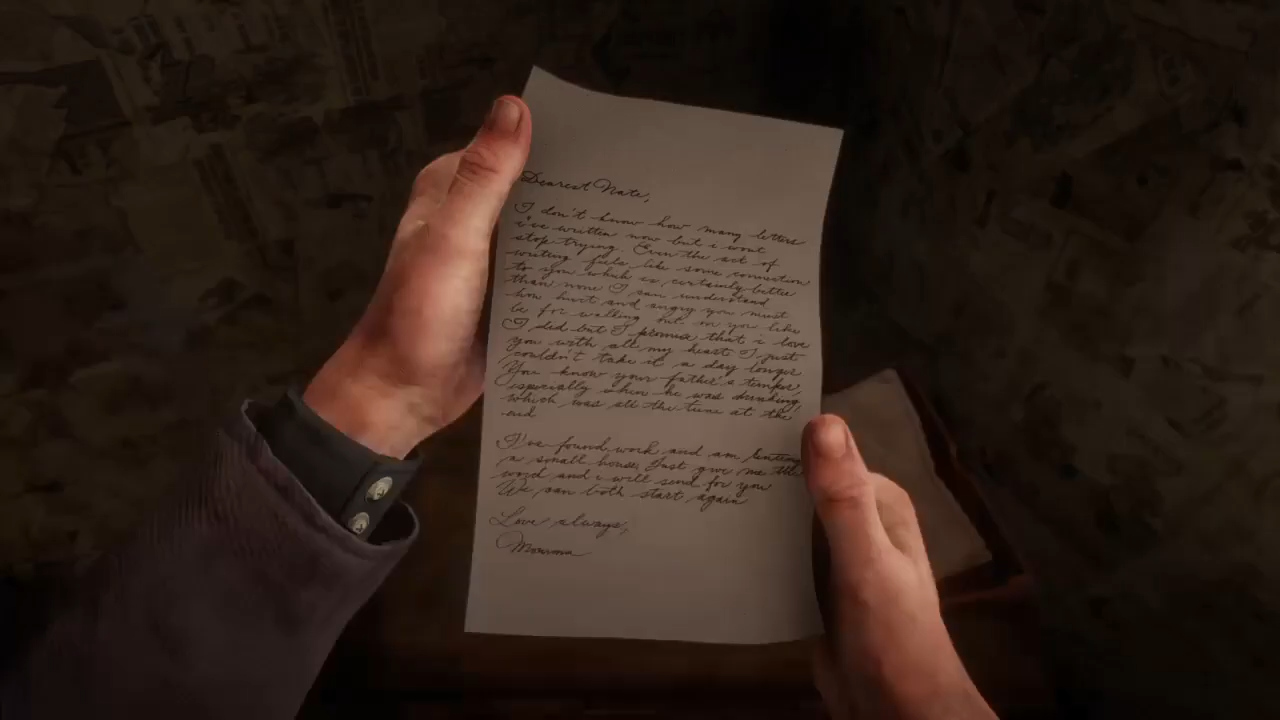 Dearest Nate,
I don't know how many letters
i've written now but i wont
stop trying. Even the act of
writing feels like some connection
to you which is certainly better
than none I can understand
how hurt and angry you must
be for walking out on you like
I did but I promise that i love
you with all my heart. I just
couldn't take it a day longer
You know your father's temper,
especially when he was drinking,
which was all the time at the
end
I've found work and am renting
a small house. Just give me the
word and i will send for you
We can both start again
Love always,
Momma